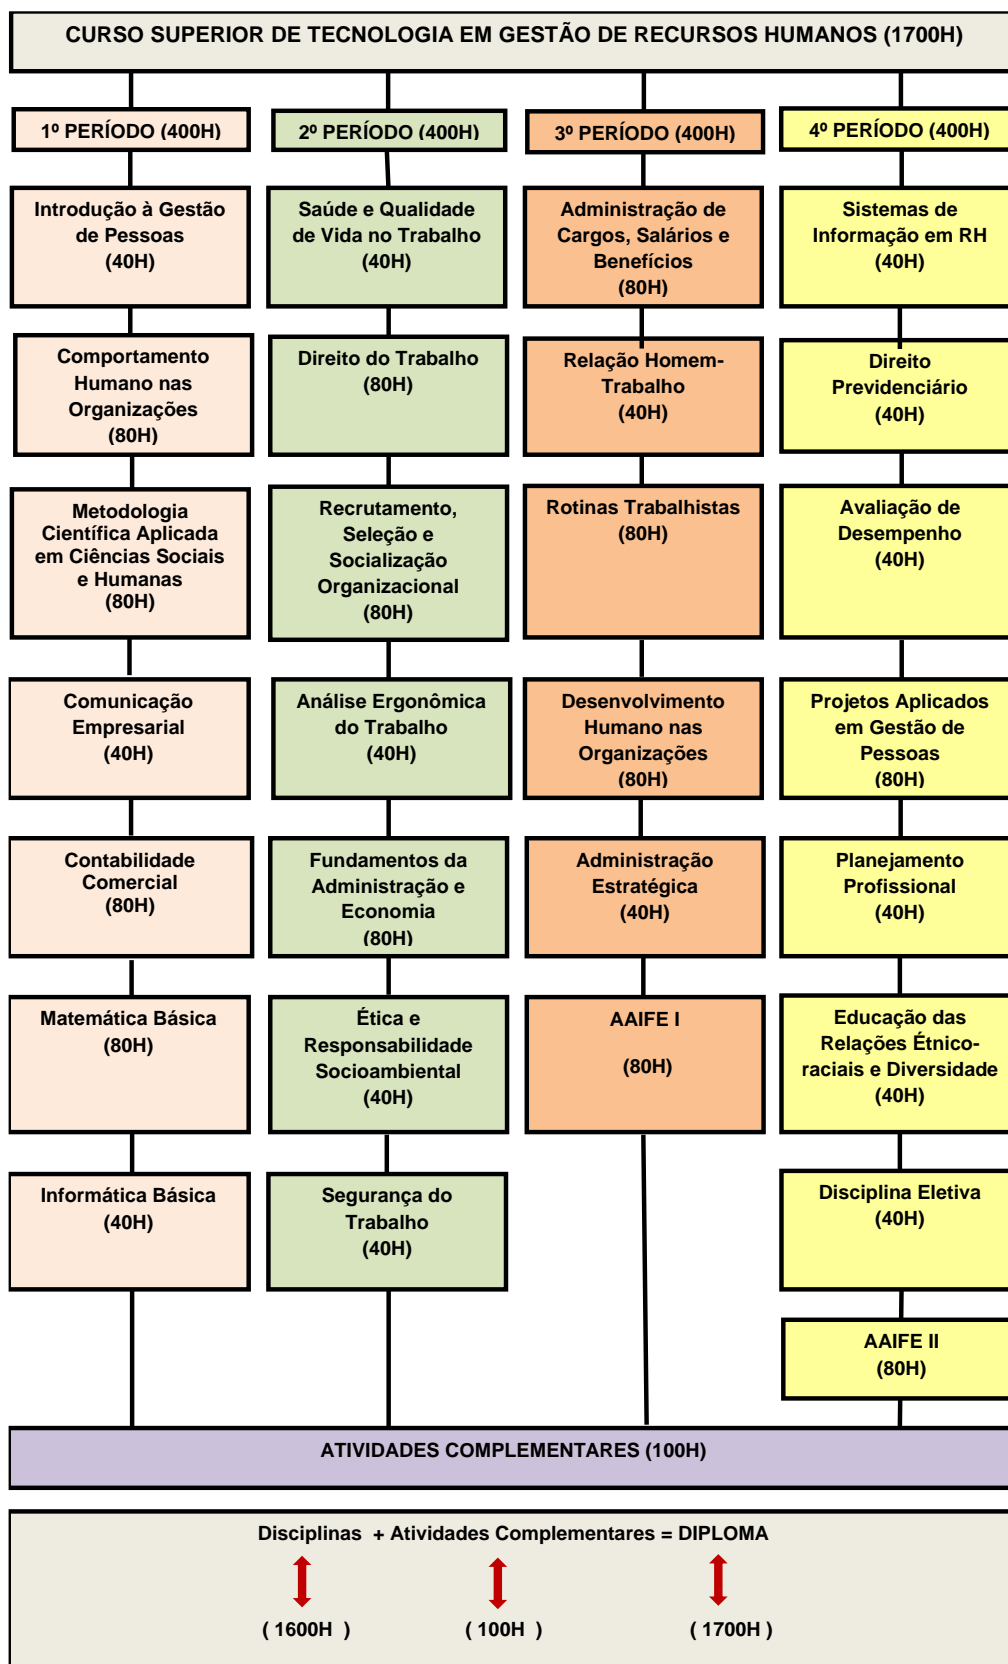 CURSO SUPERIOR DE TECNOLOGIA EM GESTÃO DE RECURSOS HUMANOS (1700H)
1º PERÍODO (400H)
Introdução à Gestão
de Pessoas
(40H)
Comportamento
Humano nas
Organizações
(80H)
Metodologia
Científica Aplicada
em Ciências Sociais
e Humanas
(80H)
Comunicação
Empresarial
(40H)
Contabilidade
Comercial
(80H)
Matemática Básica
(80H)
Informática Básica
(40H)
2º PERÍODO (400H)
Saúde e Qualidade
de Vida no Trabalho
(40H)
Direito do Trabalho
(80H)
Recrutamento,
Seleção e
Socialização
Organizacional
(80H)
Análise Ergonômica
do Trabalho
(40H)
Fundamentos da
Administração e
Economia
(80H)
Ética e
Responsabilidade
Socioambiental
(40H)
Segurança do
Trabalho
(40H)
3º PERÍODO (400H)
Administração de
Cargos, Salários e
Benefícios
(80H)
Relação Homem-
Trabalho
(40H)
Rotinas Trabalhistas
(80H)
Desenvolvimento
Humano nas
Organizações
(80H)
Administração
Estratégica
(40H)
AAIFE I
(80H)
4º PERÍODO (400H)
Sistemas de
Informação em RH
(40H)
Direito
Previdenciário
(40H)
Avaliação de
Desempenho
(40H)
Projetos Aplicados
em Gestão de
Pessoas
(80H)
Planejamento
Profissional
(40H)
Educação das
Relações Étnico-
raciais e Diversidade
(40H)
Disciplina Eletiva
(40H)
AAIFE II
(80H)
ATIVIDADES COMPLEMENTARES (100H)
Disciplinas + Atividades Complementares = DIPLOMA
( 1600H ) ( 100H ) ( 1700H )